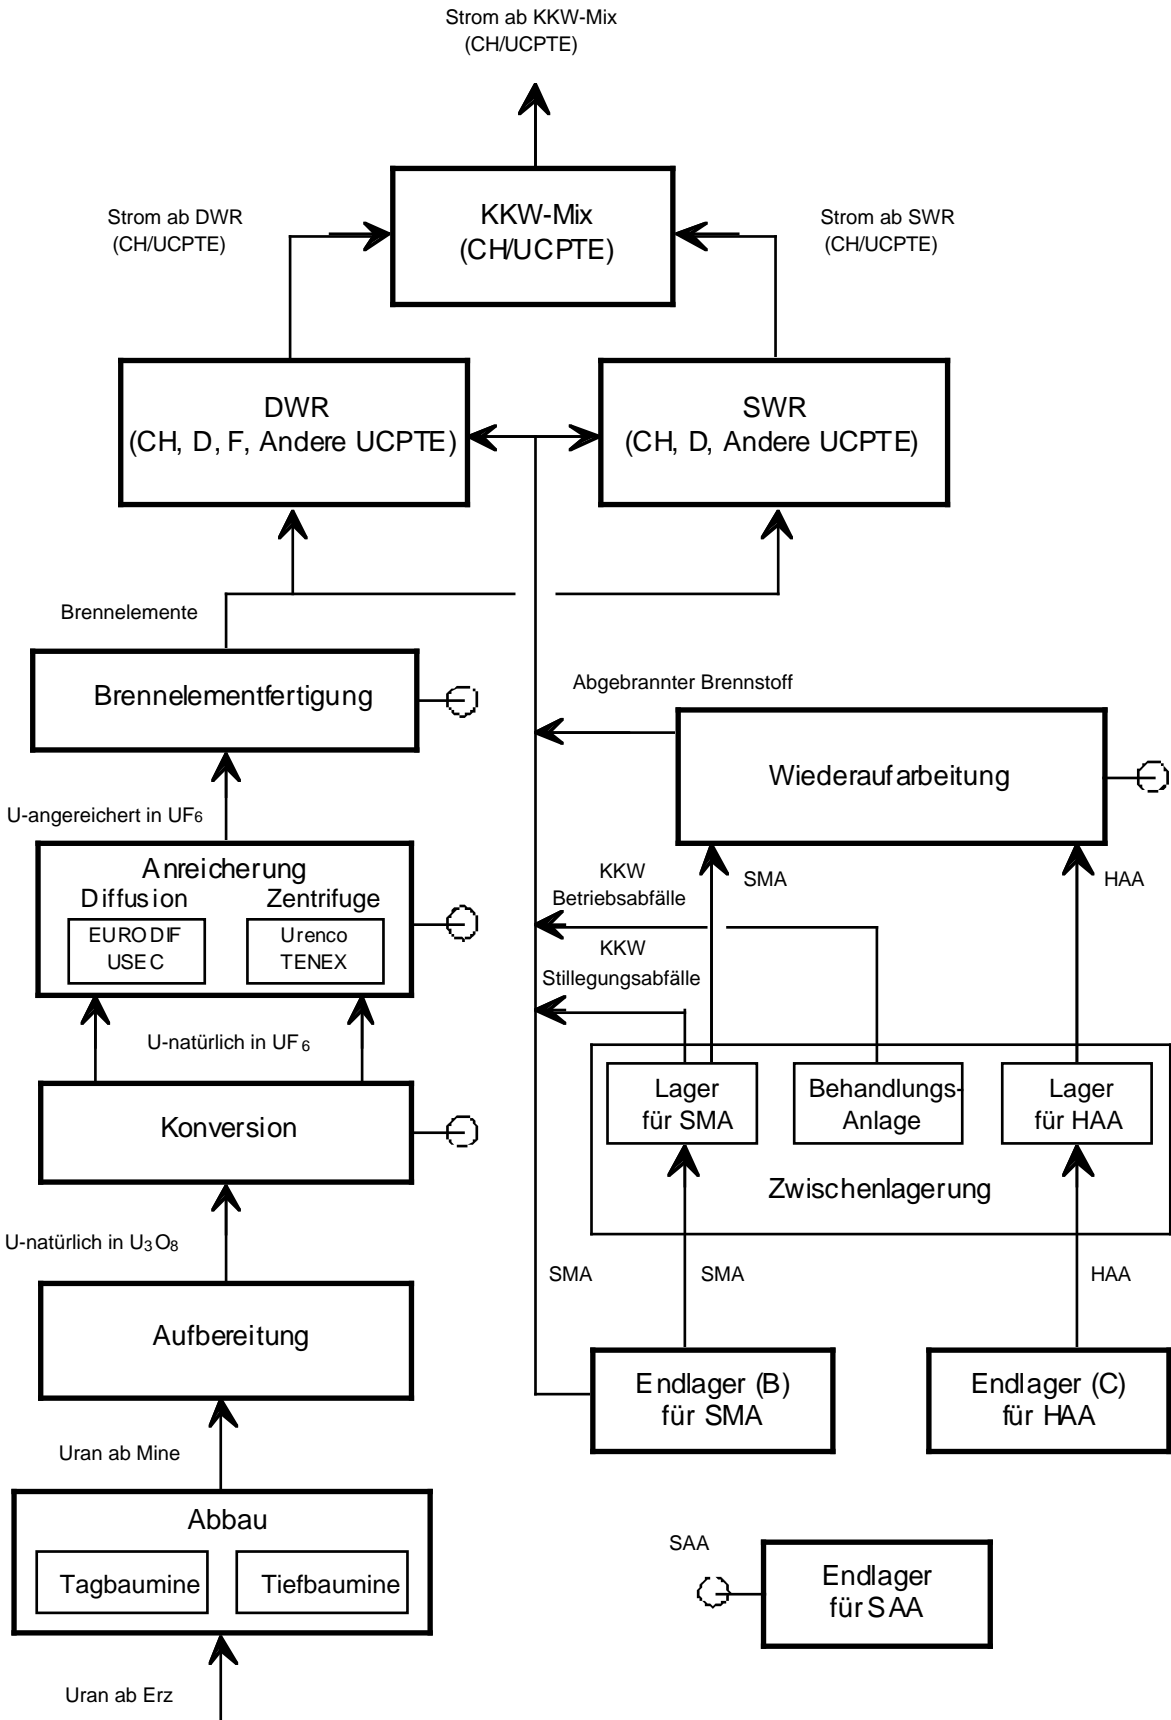 Strom ab KKW-Mix
(CH/UCPTE)
KKW-Mix
(CH/UCPTE)
Strom ab DWR
(CH/UCPTE)
Strom ab SWR
(CH/UCPTE)
DWR
(CH, D, F, Andere UCPTE)
SWR
(CH, D, Andere UCPTE)
Brennelemente
Brennelementfertigung
Abgebrannter Brennstoff
Wiederaufarbeitung
U-angereichert in UF6
Anreicherung
Diffusion
Zentrifuge
EURODIF
USEC
Urenco
TENEX
KKW
Betriebsabfälle
SMA
HAA
KKW
Stillegungsabfälle
U-natürlich in UF6
Konversion
Lager
für SMA
Behandlungs-
Anlage
Lager
für HAA
Zwischenlagerung
U-natürlich in U3O8
SMA
SMA
HAA
Aufbereitung
Endlager (B)
für SMA
Endlager (C)
für HAA
Uran ab Mine
Abbau
Tagbaumine
Tiefbaumine
SAA
Endlager
für SAA
Uran ab Erz